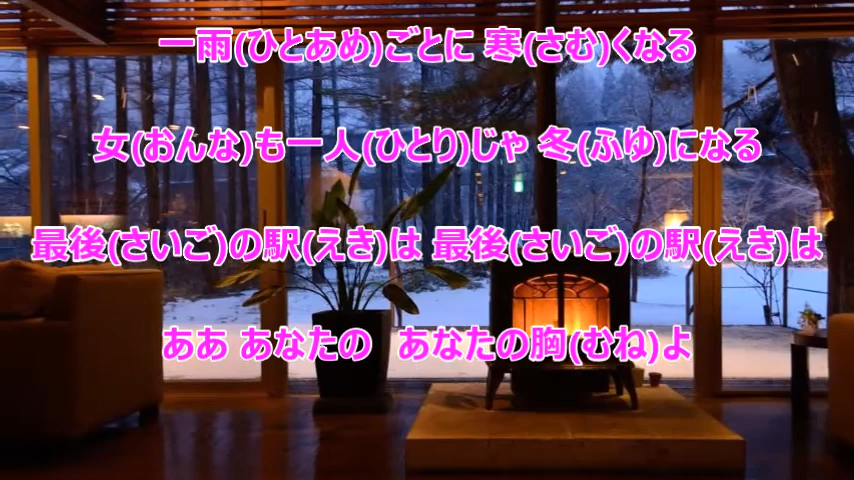 一雨(ひとあめ)ごとに 寒(さむ)くなる
女(おんな)も一人(ひとり)じゃ 冬(ふゆ)になる
最後(さいご)の駅(えき)は 最後(さいご)の駅(えき)は
ああ あなたの　あなたの胸(むね)よ